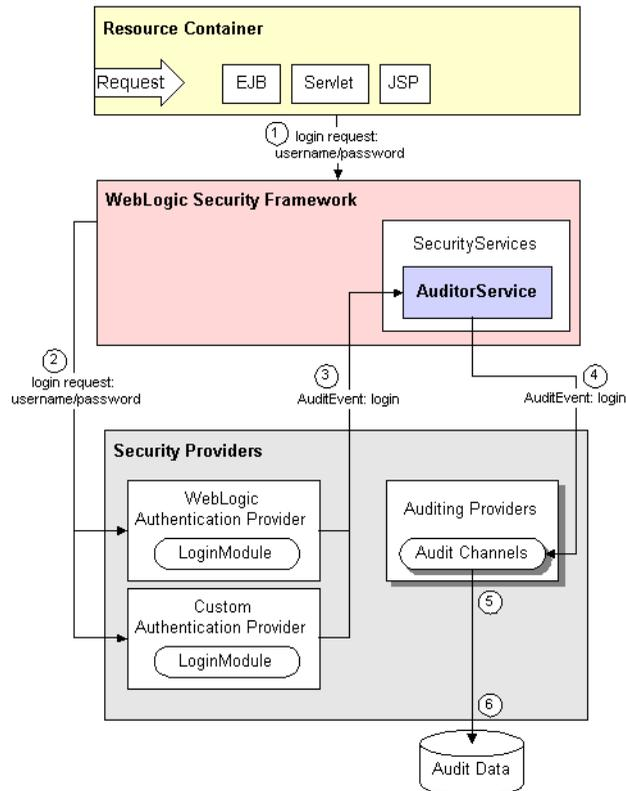 Resource Container
Request
EJB
Servlet
JSP
1
login request:
username/password
WebLogic Security Framework
SecurityServices
AuditorService
2
login request:
username/password
3
AuditEvent: login
4
AuditEvent: login
Security Providers
WebLogic
Authentication Provider
LoginModule
Custom
Authentication Provider
LoginModule
Auditing Providers
Audit Channels
5
6
Audit Data